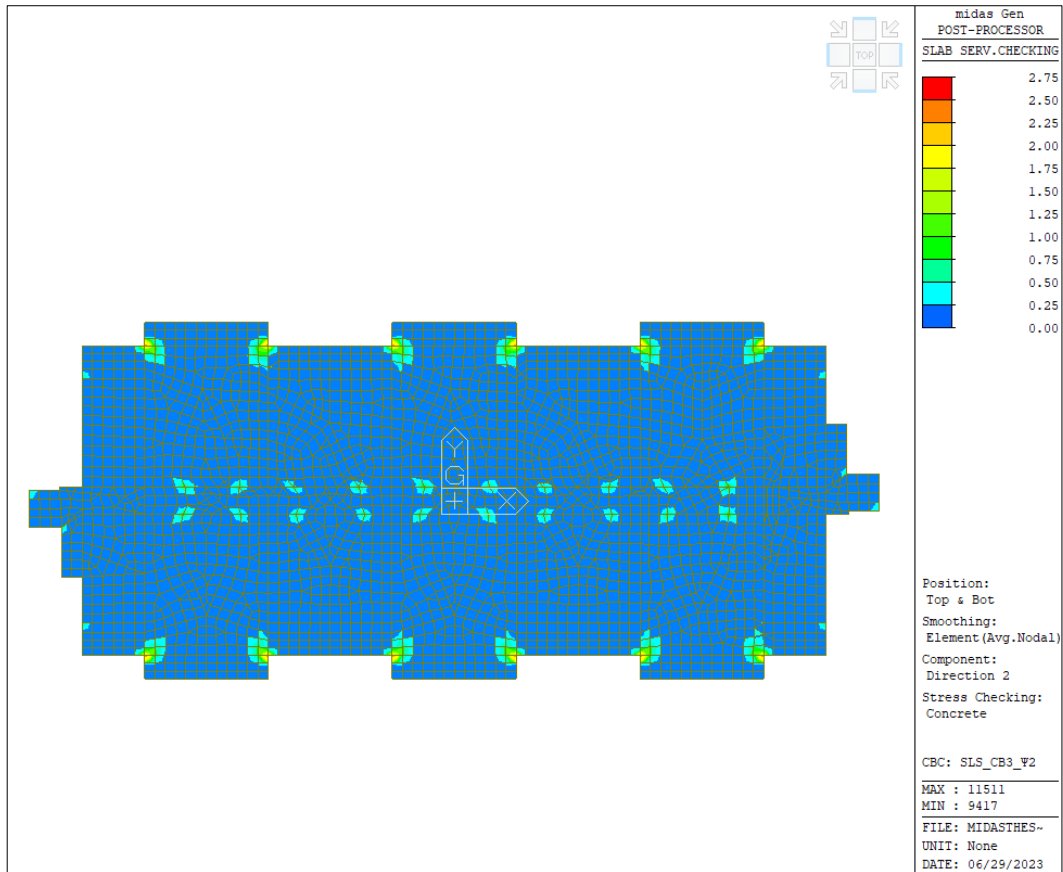 midas Gen
POST-PROCESSOR
SLAB SERV.CHECKING
TOP
2.75
2.50
2.25
2.00
1.75
1.50
1.25
1.00
0.75
0.50
0.25
0.00
Y
G
X
Position:
Top & Bot
Smoothing:
Element(Avg.Nodal)
Component:
Direction 2
Stress Checking:
Concrete
CBC: SLS_CB3_Ψ2
MAX : 11511
MIN : 9417
FILE: MIDASTHES~
UNIT: None
DATE: 06/29/2023